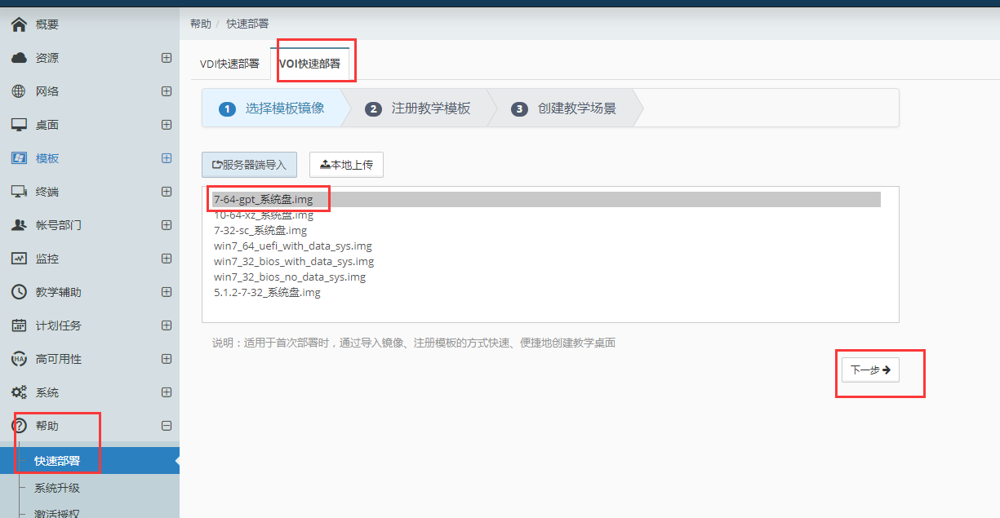 概要
资源
网络
桌面
模板
终端
帐号部门
监控
教学辅助
计划任务
高可用性
系统
帮助
快速部署
系统升级
激活授权
帮助 / 快速部署
VDI快速部署
VOI快速部署
1 选择模板镜像
2 注册教学模板
3 创建教学场景
服务器端导入
本地上传
7-64-gpt_系统盘.img
10-64-xz_系统盘.img
7-32-sc_系统盘.img
win7_64_uefi_with_data_sys.img
win7_32_bios_with_data_sys.img
win7_32_bios_no_data_sys.img
5.1.2-7-32_系统盘.img
说明：适用于首次部署时，通过导入镜像、注册模板的方式快速、便捷地创建教学桌面
下一步